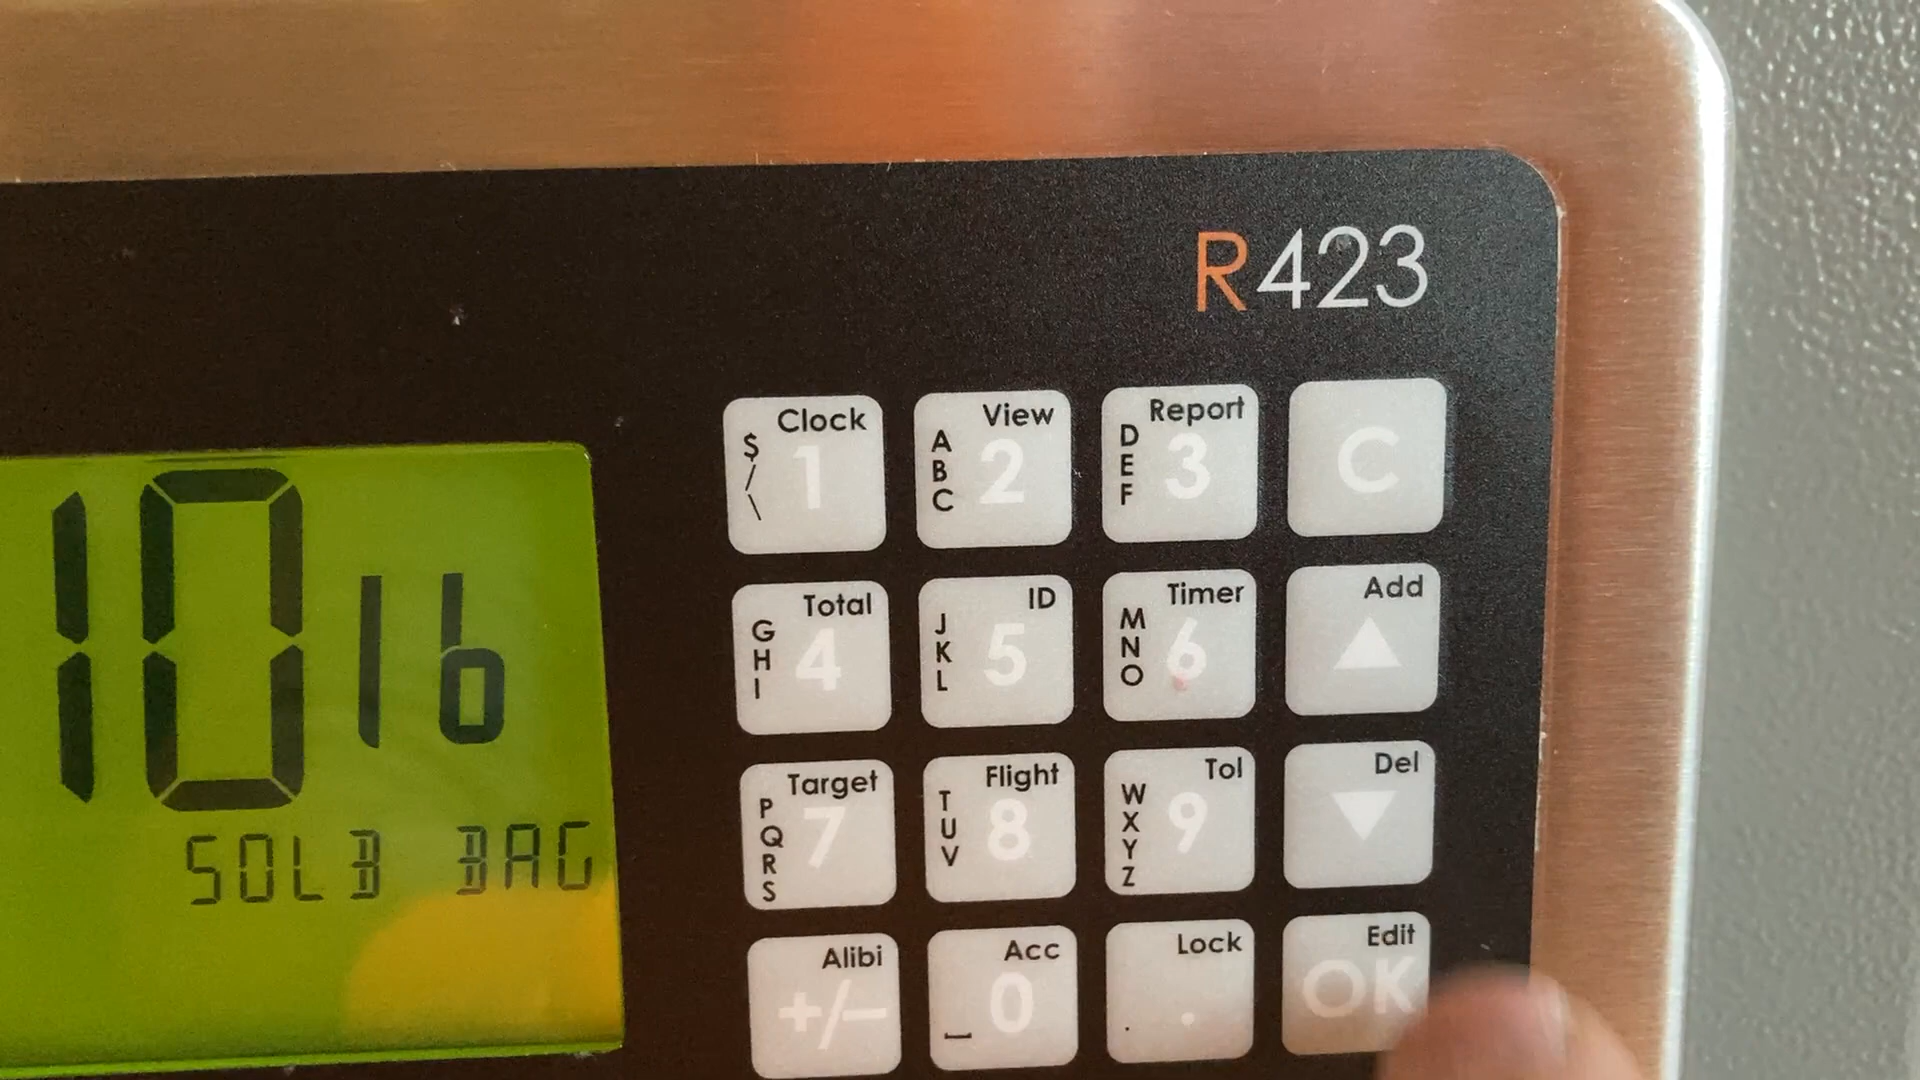 R423
Clock
$ / \ 1
View
A B C 2
Report
D E F 3
C
10 lb
50LB BAG
Total
G H I 4
ID
J K L 5
Timer
M N O 6
Add
Target
P Q R S 7
Flight
T U V 8
Tol
W X Y Z 9
Del
Alibi
+/−
Acc
0
Lock
.
Edit
OK